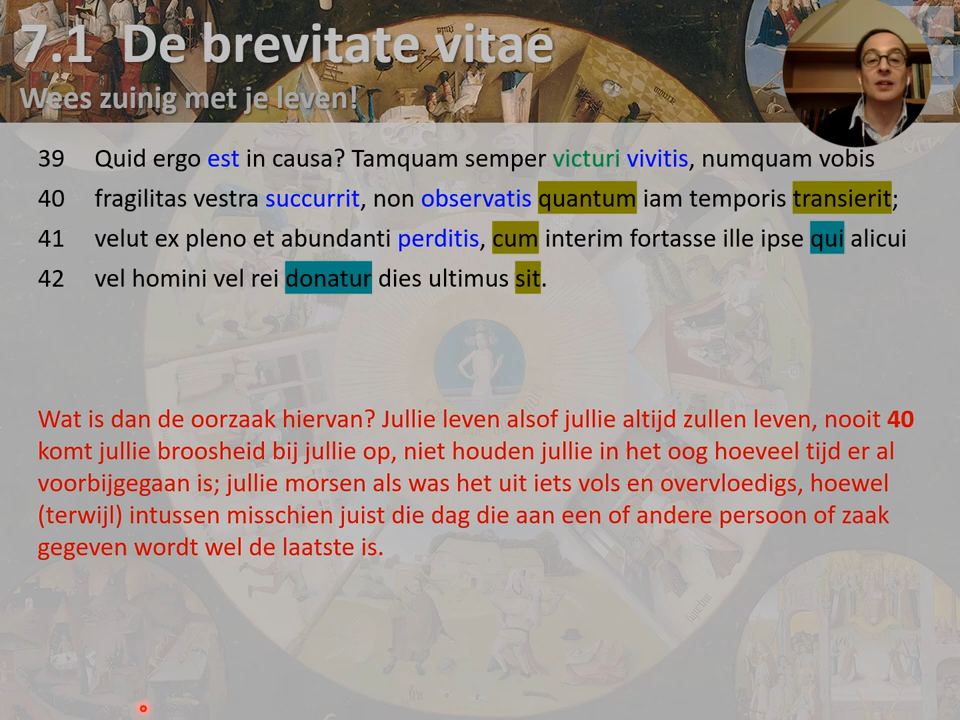 7.1 De brevitate vitae
Wees zuinig met je leven!
39 Quid ergo est in causa? Tamquam semper victuri vivitis, numquam vobis
40 fragilitas vestra succurrit, non observatis quantum iam temporis transierit;
41 velut ex pleno et abundanti perditis, cum interim fortasse ille ipse qui alicui
42 vel homini vel rei donatur dies ultimus sit.
Wat is dan de oorzaak hiervan? Jullie leven alsof jullie altijd zullen leven, nooit 40
komt jullie broosheid bij jullie op, niet houden jullie in het oog hoeveel tijd er al
voorbijgegaan is; jullie morsen als was het uit iets vols en overvloedigs, hoewel
(terwijl) intussen misschien juist die dag die aan een of andere persoon of zaak
gegeven wordt wel de laatste is.